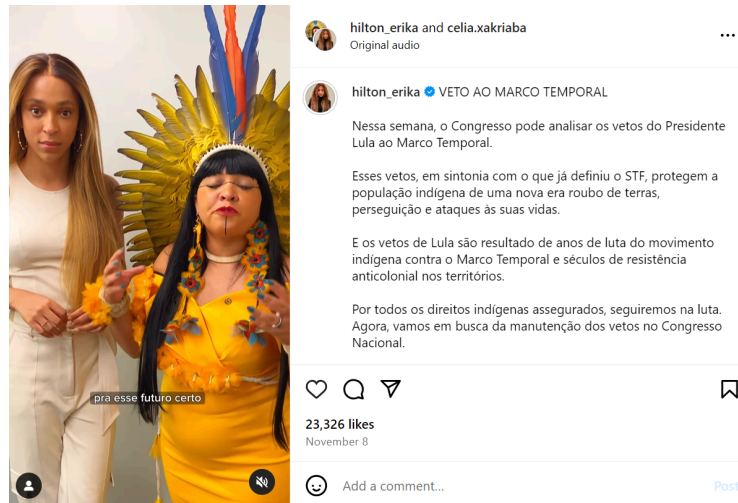 hilton_erika and celia.xakriaba
Original audio
hilton_erika VETO AO MARCO TEMPORAL
Nessa semana, o Congresso pode analisar os vetos do Presidente
Lula ao Marco Temporal.
Esses vetos, em sintonia com o que já definiu o STF, protegem a
população indígena de uma nova era roubo de terras,
perseguição e ataques às suas vidas.
E os vetos de Lula são resultado de anos de luta do movimento
indígena contra o Marco Temporal e séculos de resistência
anticolonial nos territórios.
Por todos os direitos indígenas assegurados, seguiremos na luta.
Agora, vamos em busca da manutenção dos vetos no Congresso
Nacional.
pra esse futuro certo
23,326 likes
November 8
Add a comment...
Post